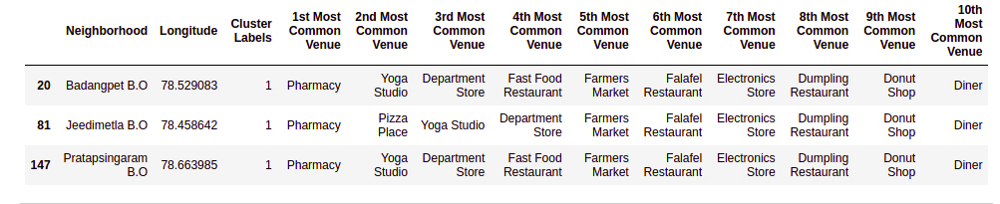 Neighborhood Longitude Cluster Labels 1st Most Common Venue 2nd Most Common Venue 3rd Most Common Venue 4th Most Common Venue 5th Most Common Venue 6th Most Common Venue 7th Most Common Venue 8th Most Common Venue 9th Most Common Venue 10th Most Common Venue
20 Badangpet B.O 78.529083 1 Pharmacy Yoga Studio Department Store Fast Food Restaurant Farmers Market Falafel Restaurant Electronics Store Dumpling Restaurant Donut Shop Diner
81 Jeedimetla B.O 78.458642 1 Pharmacy Pizza Place Yoga Studio Department Store Farmers Market Falafel Restaurant Electronics Store Dumpling Restaurant Donut Shop Diner
147 Pratapsingaram B.O 78.663985 1 Pharmacy Yoga Studio Department Store Fast Food Restaurant Farmers Market Falafel Restaurant Electronics Store Dumpling Restaurant Donut Shop Diner